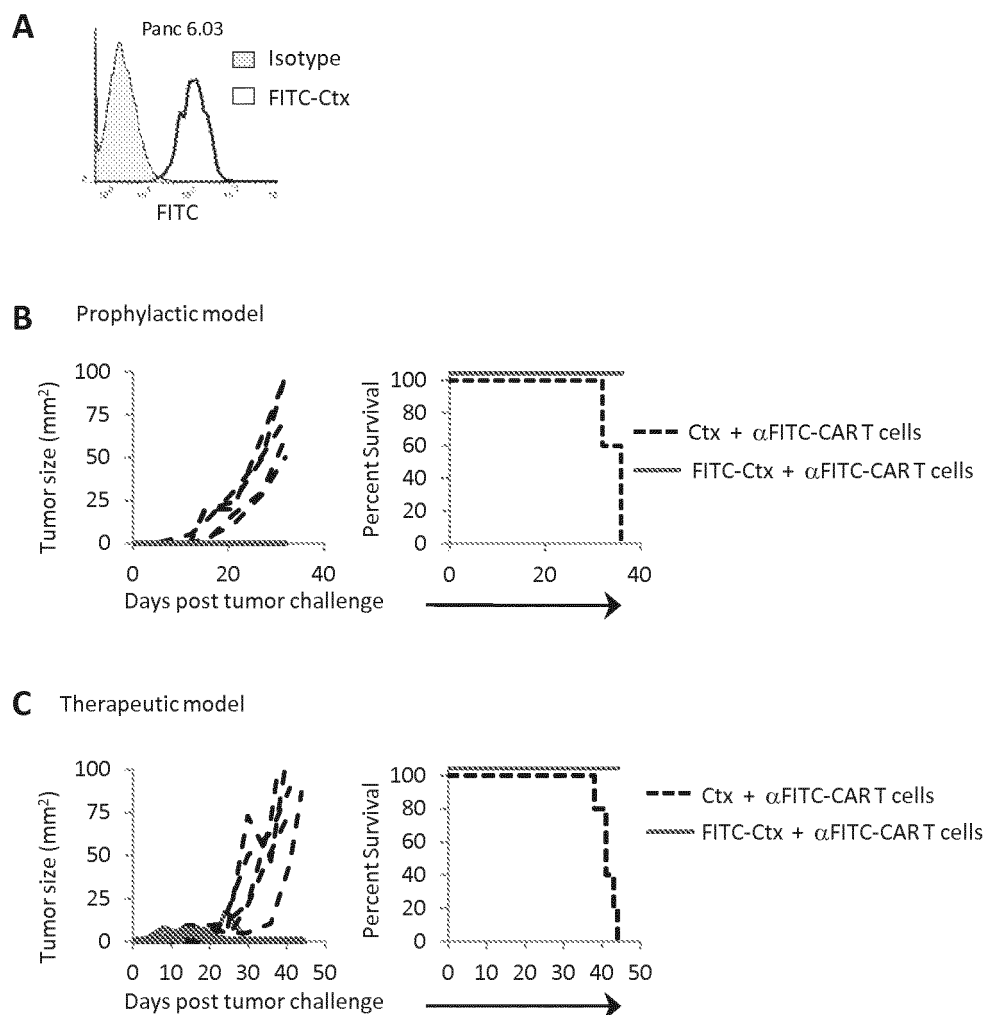 A
Panc 6.03
Isotype
FITC-Ctx
FITC
B Prophylactic model
Tumor size (mm²)
100
75
50
25
0
0 20 40
Days post tumor challenge
Percent Survival
100
80
60
40
20
0
0 20 40
Ctx + αFITC-CAR T cells
FITC-Ctx + αFITC-CAR T cells
C Therapeutic model
Tumor size (mm²)
100
75
50
25
0
0 10 20 30 40 50
Days post tumor challenge
Percent Survival
100
80
60
40
20
0
0 10 20 30 40 50
Ctx + αFITC-CAR T cells
FITC-Ctx + αFITC-CAR T cells